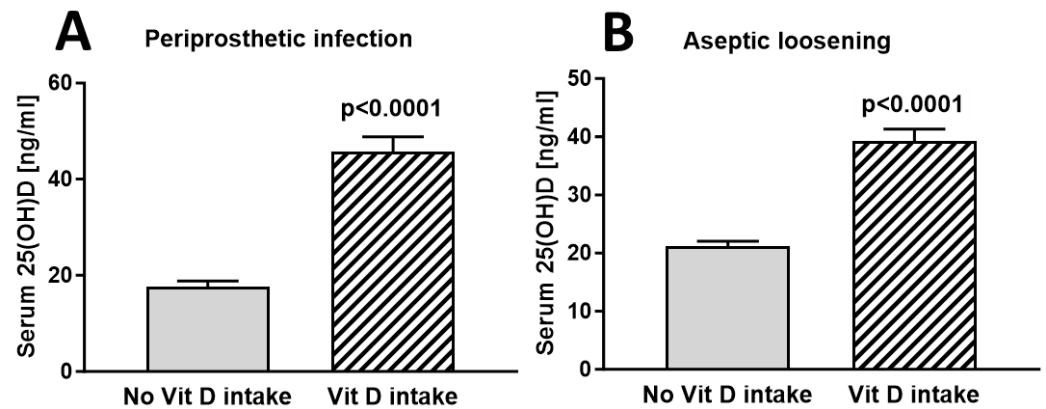 A
Periprosthetic infection
Serum 25(OH)D [ng/ml]
60
40
20
0
p<0.0001
No Vit D intake
Vit D intake
B
Aseptic loosening
Serum 25(OH)D [ng/ml]
50
40
30
20
10
0
p<0.0001
No Vit D intake
Vit D intake